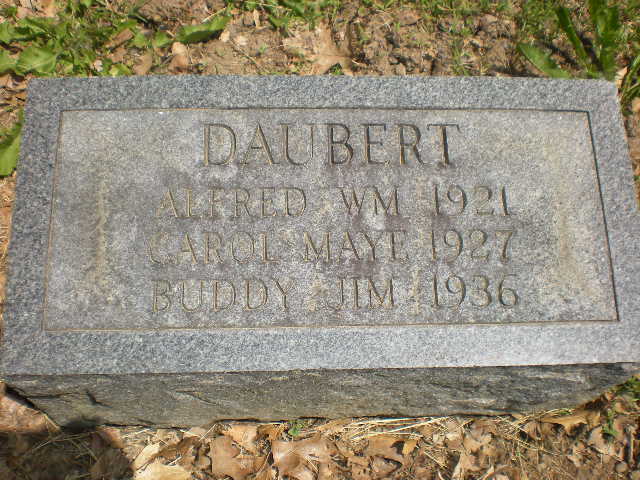 DAUBERT
ALFRED WM 1921
CAROL MAYE 1927
BUDDY JIM 1936